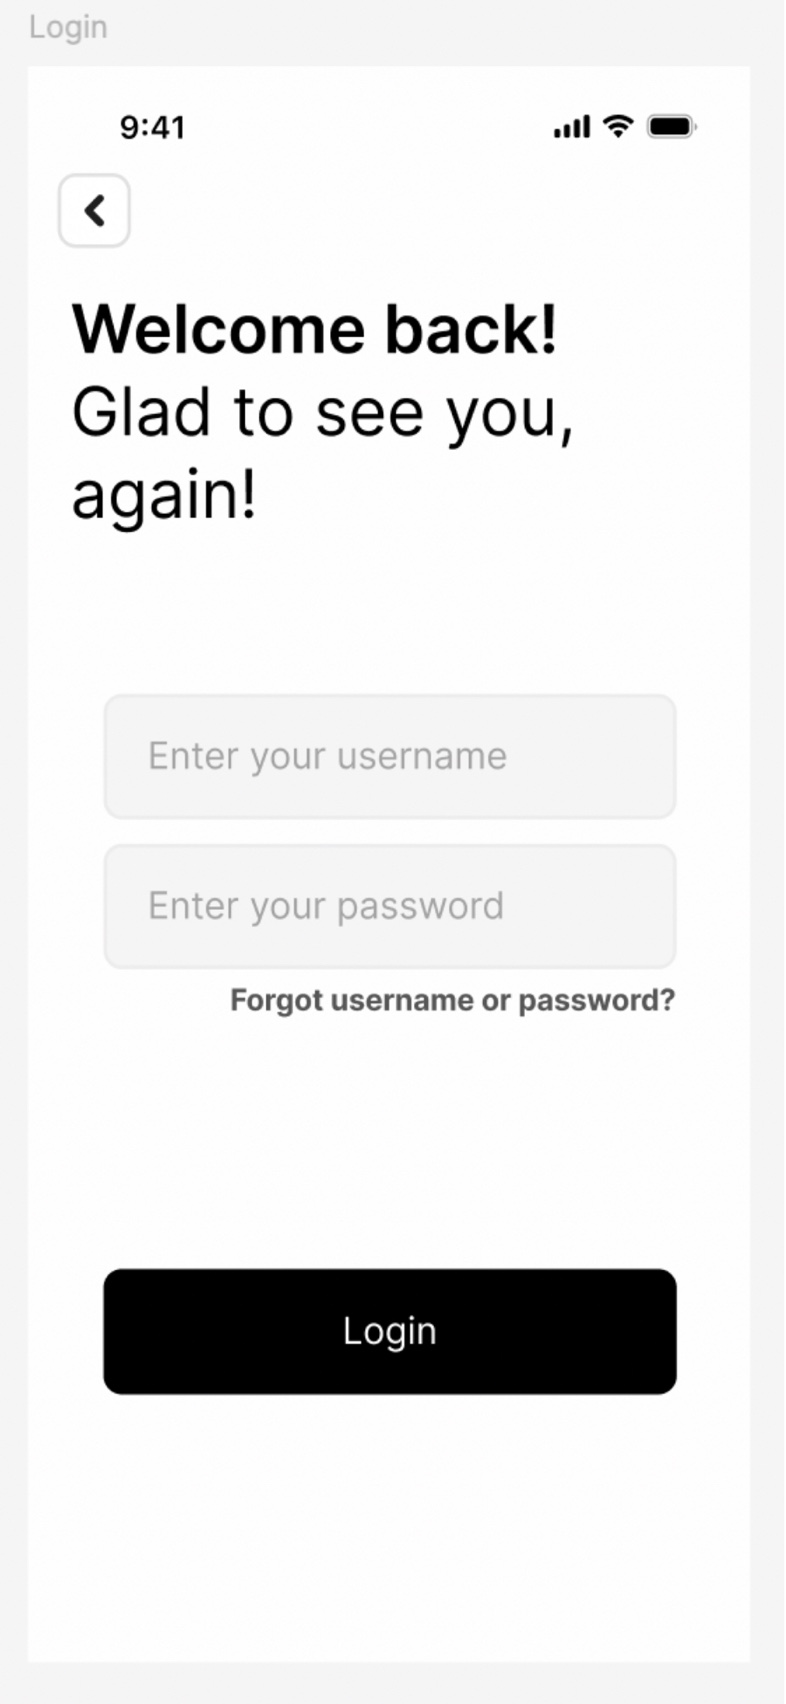 Login
9:41
Welcome back!
Glad to see you,
again!
Enter your username
Enter your password
Forgot username or password?
Login